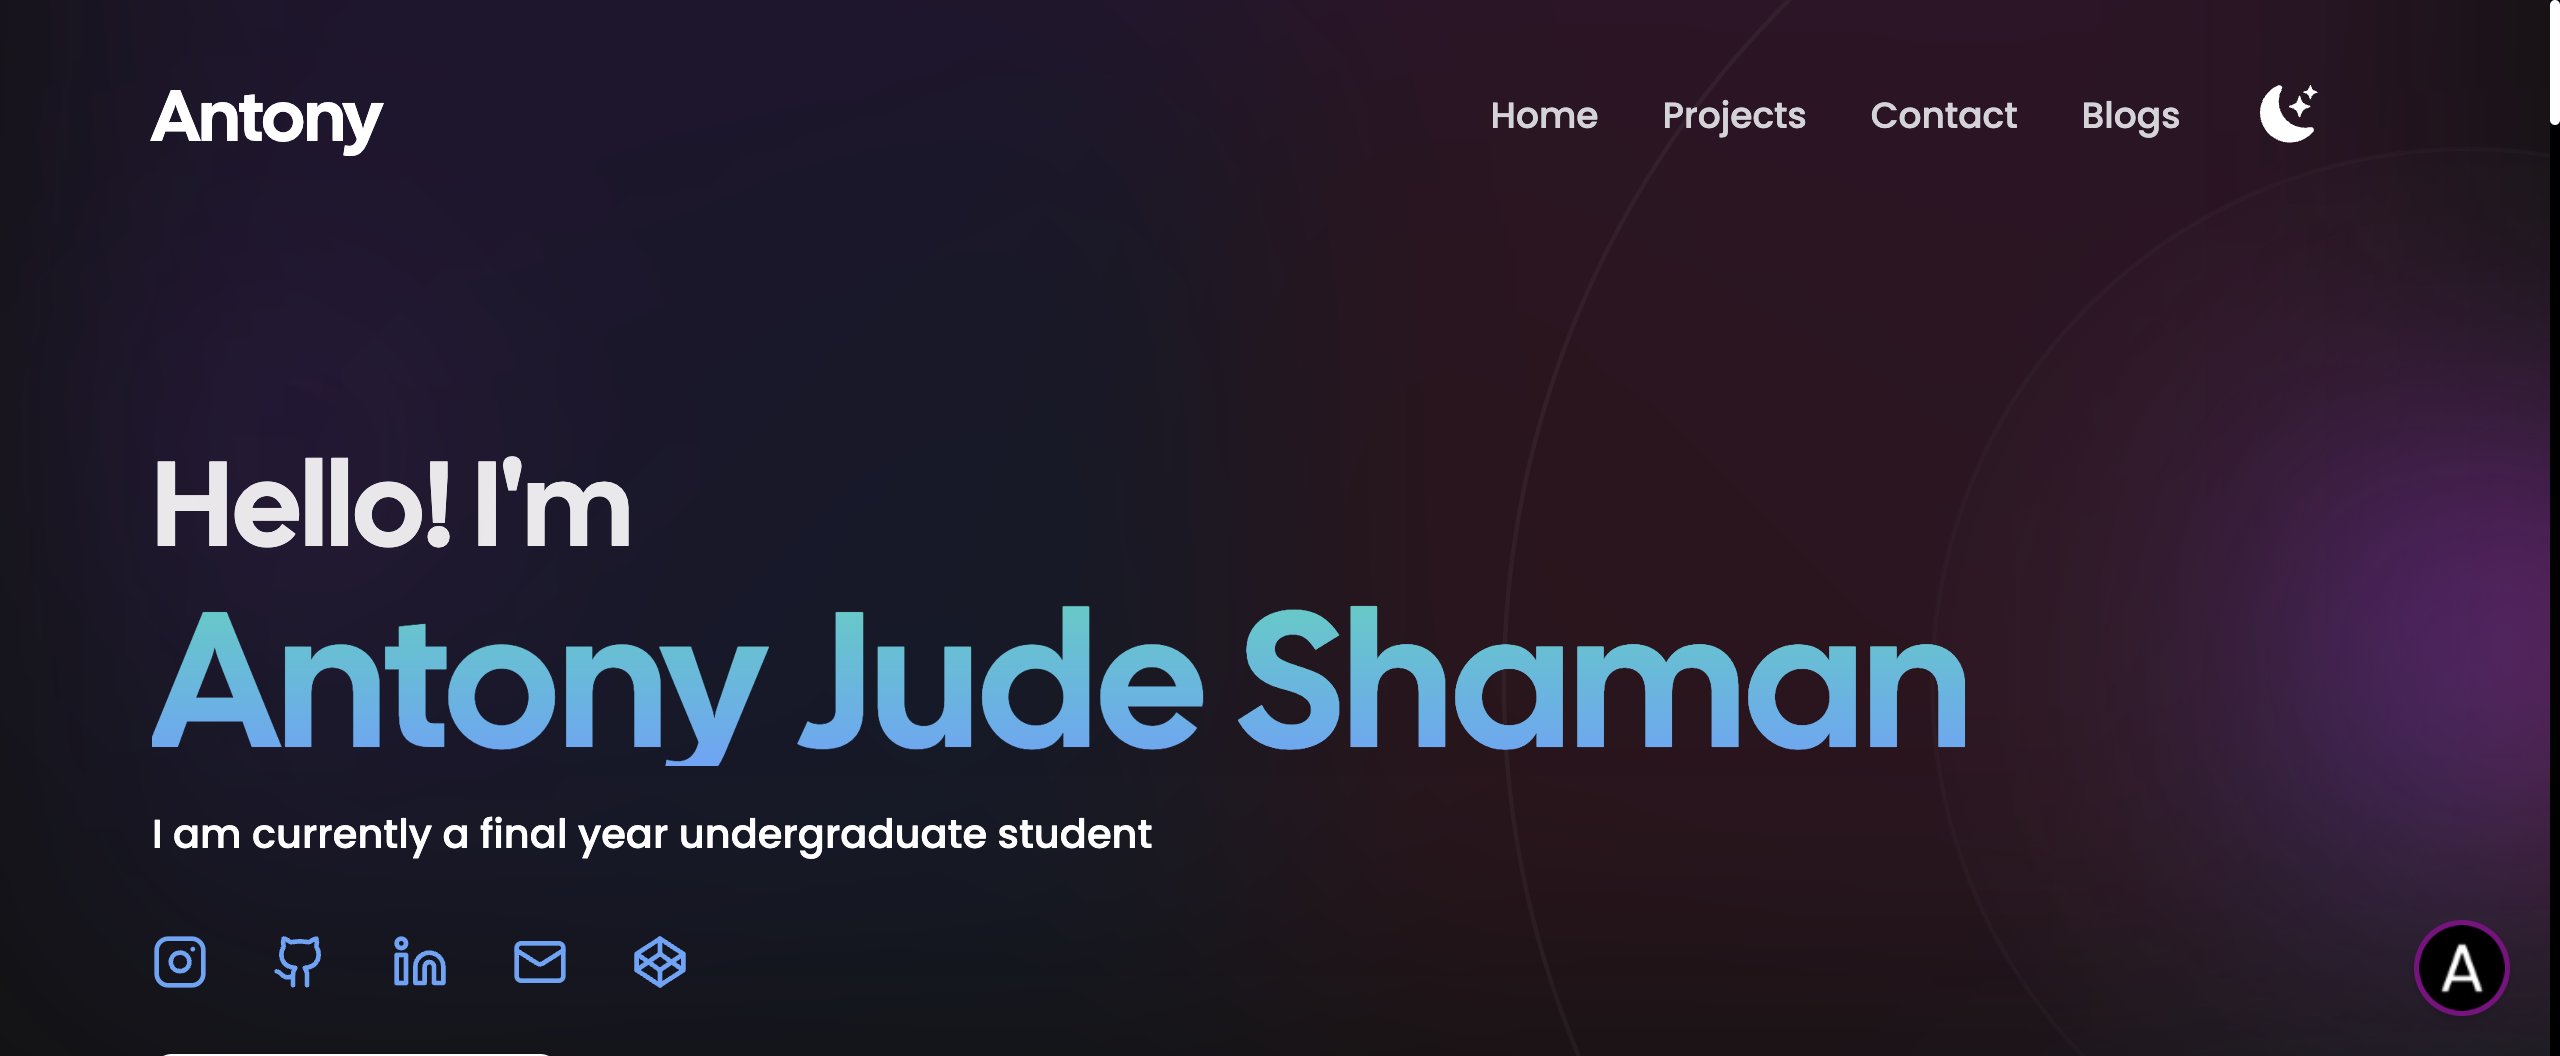 Antony
Home Projects Contact Blogs
Hello! I'm
Antony Jude Shaman
I am currently a final year undergraduate student
A